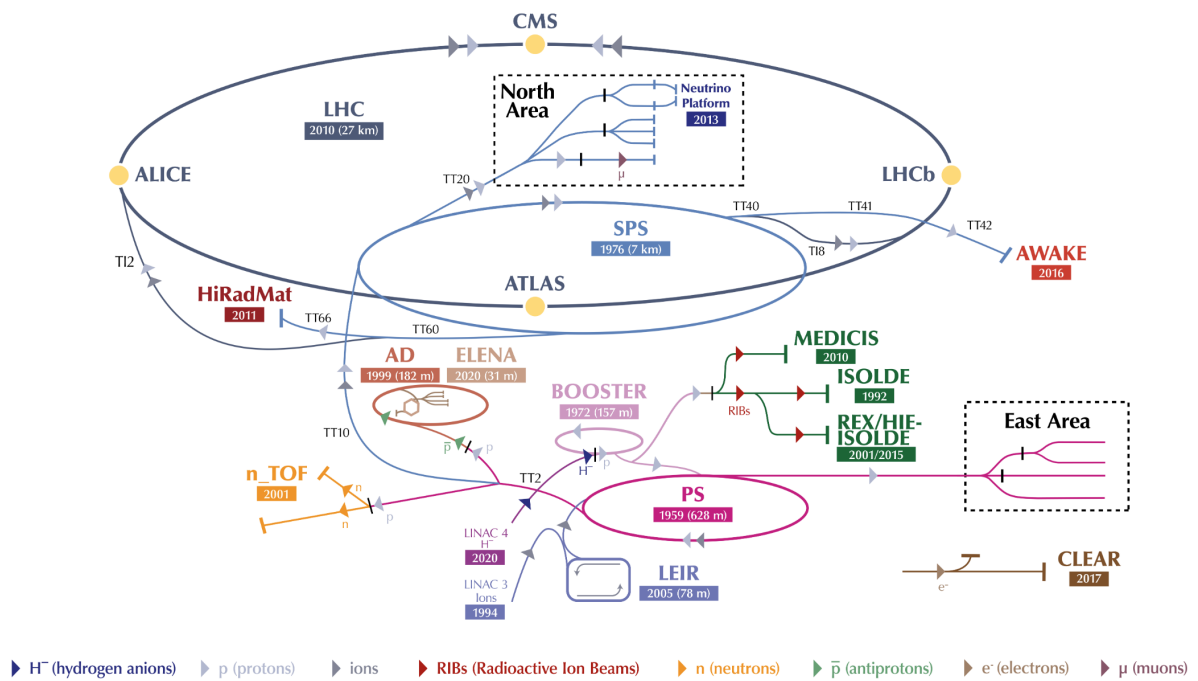 CMS
North
Area
Neutrino
Platform
2013
LHC
2010 (27 km)
μ
ALICE
LHCb
TT20
TT40
TT41
TT42
SPS
1976 (7 km)
TI8
TI2
AWAKE
2016
ATLAS
HiRadMat
2011
TT66
TT60
MEDICIS
2010
AD
1999 (182 m)
ELENA
2020 (31 m)
BOOSTER
1972 (157 m)
ISOLDE
1992
RIBs
REX/HIE-
ISOLDE
2001/2015
East Area
TT10
p̅
p
H⁻
p
n_TOF
2001
n
n
p
TT2
PS
1959 (628 m)
LINAC 4
H⁻
2020
LINAC 3
Ions
1994
LEIR
2005 (78 m)
CLEAR
2017
e⁻
H⁻ (hydrogen anions)
p (protons)
ions
RIBs (Radioactive Ion Beams)
n (neutrons)
p̅ (antiprotons)
e⁻ (electrons)
μ (muons)